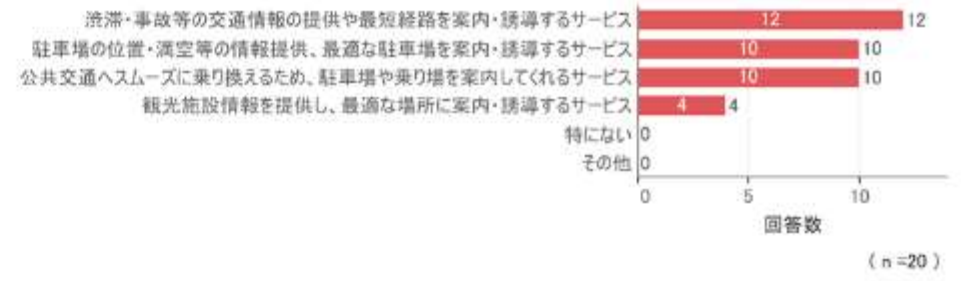 渋滞・事故等の交通情報の提供や最短経路を案内・誘導するサービス 12 12
駐車場の位置・満空等の情報提供、最適な駐車場を案内・誘導するサービス 10 10
公共交通へスムーズに乗り換えるため、駐車場や乗り場を案内してくれるサービス 10 10
観光施設情報を提供し、最適な場所に案内・誘導するサービス 4 4
特にない 0
その他 0
0 5 10
回答数
( n =20 )